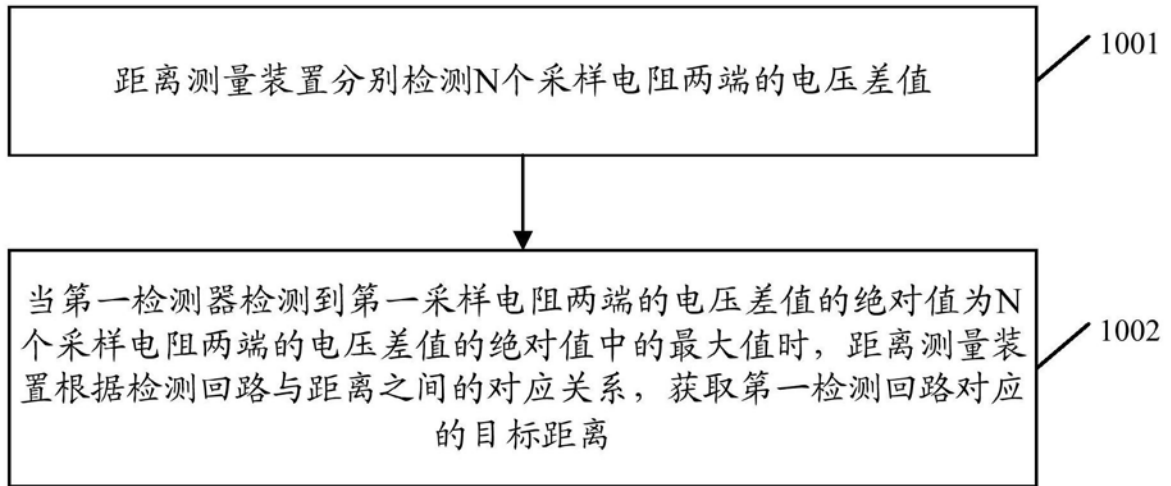 距离测量装置分别检测N个采样电阻两端的电压差值
1001
当第一检测器检测到第一采样电阻两端的电压差值的绝对值为N
个采样电阻两端的电压差值的绝对值中的最大值时，距离测量装
置根据检测回路与距离之间的对应关系，获取第一检测回路对应
的目标距离
1002